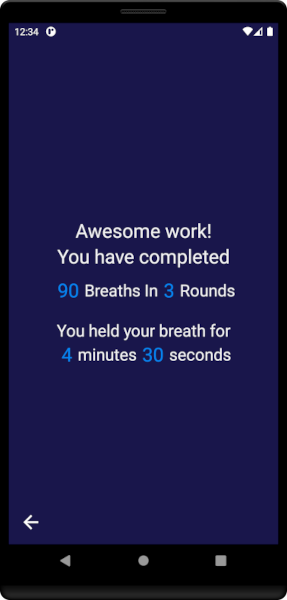 12:34
Awesome work!
You have completed
90 Breaths In 3 Rounds
You held your breath for
4 minutes 30 seconds